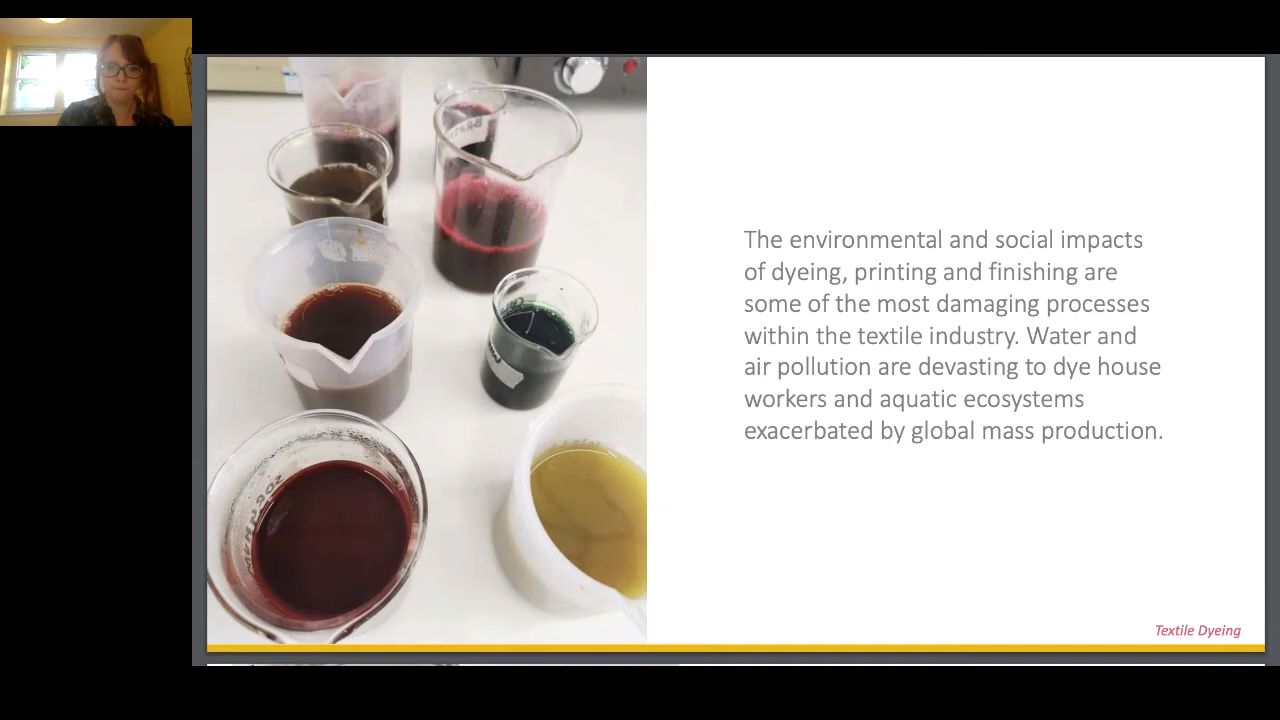 The environmental and social impacts
of dyeing, printing and finishing are
some of the most damaging processes
within the textile industry. Water and
air pollution are devasting to dye house
workers and aquatic ecosystems
exacerbated by global mass production.
Textile Dyeing